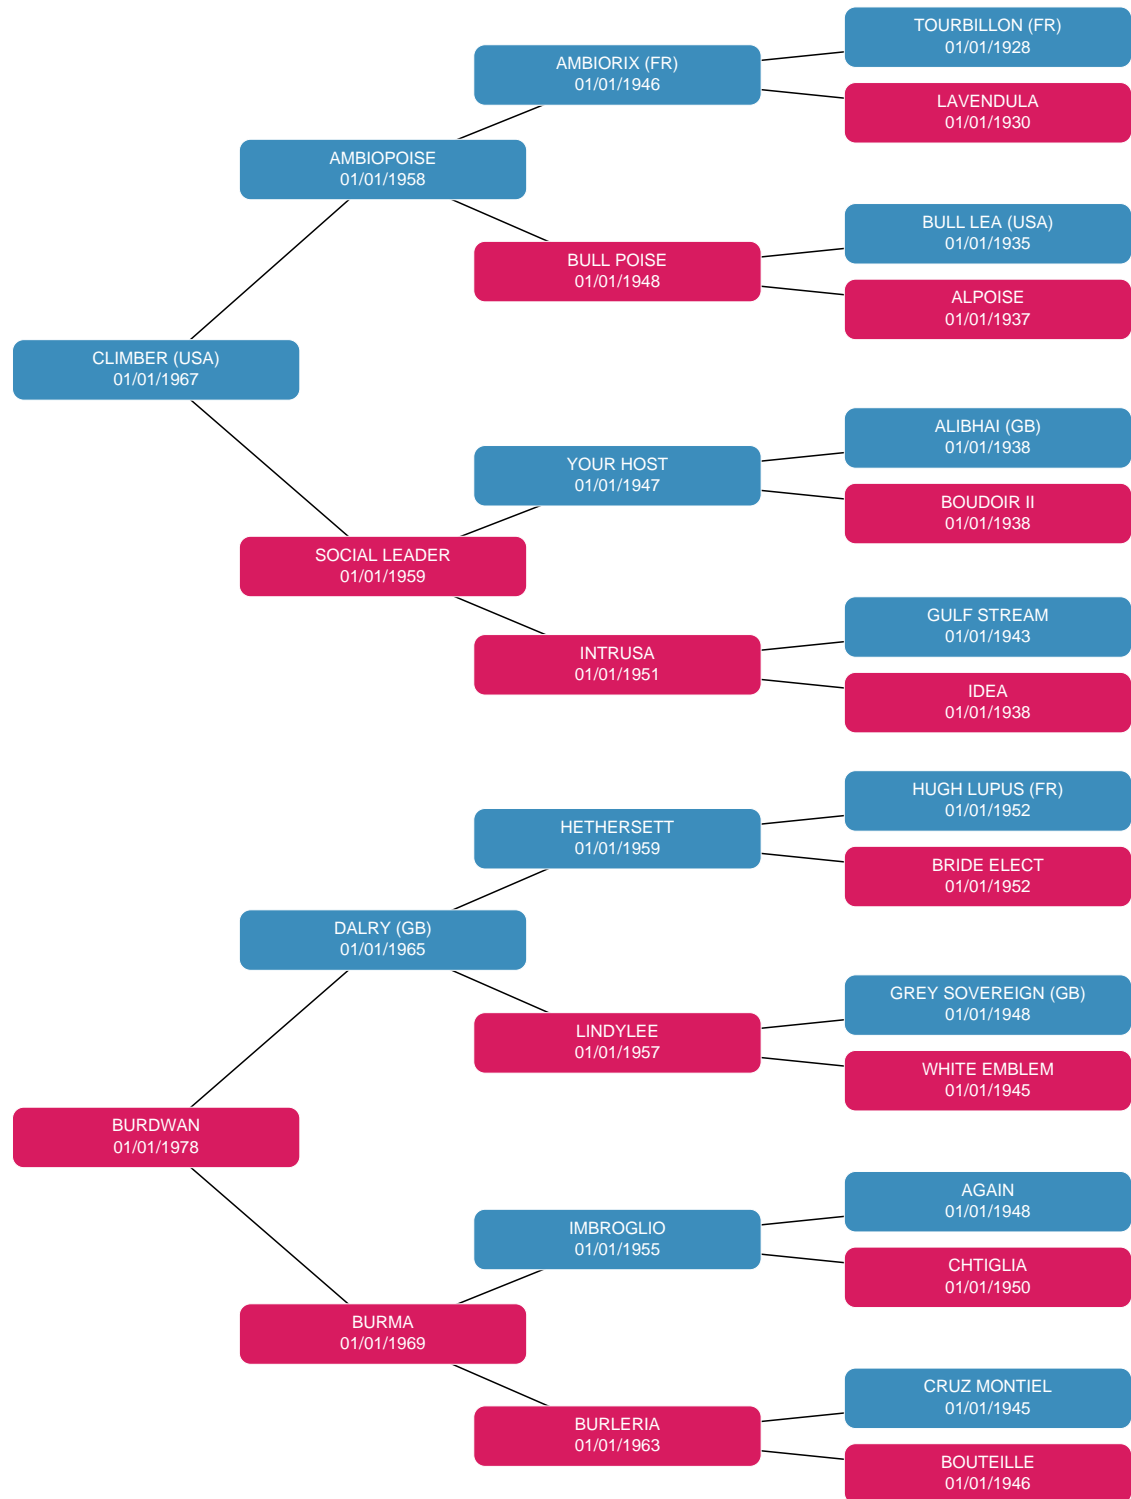 TOURBILLON (FR)
01/01/1928
AMBIORIX (FR)
01/01/1946
LAVENDULA
01/01/1930
AMBIOPOISE
01/01/1958
BULL LEA (USA)
01/01/1935
BULL POISE
01/01/1948
ALPOISE
01/01/1937
CLIMBER (USA)
01/01/1967
ALIBHAI (GB)
01/01/1938
YOUR HOST
01/01/1947
BOUDOIR II
01/01/1938
SOCIAL LEADER
01/01/1959
GULF STREAM
01/01/1943
INTRUSA
01/01/1951
IDEA
01/01/1938
HUGH LUPUS (FR)
01/01/1952
HETHERSETT
01/01/1959
BRIDE ELECT
01/01/1952
DALRY (GB)
01/01/1965
GREY SOVEREIGN (GB)
01/01/1948
LINDYLEE
01/01/1957
WHITE EMBLEM
01/01/1945
BURDWAN
01/01/1978
AGAIN
01/01/1948
IMBROGLIO
01/01/1955
CHTIGLIA
01/01/1950
BURMA
01/01/1969
CRUZ MONTIEL
01/01/1945
BURLERIA
01/01/1963
BOUTEILLE
01/01/1946